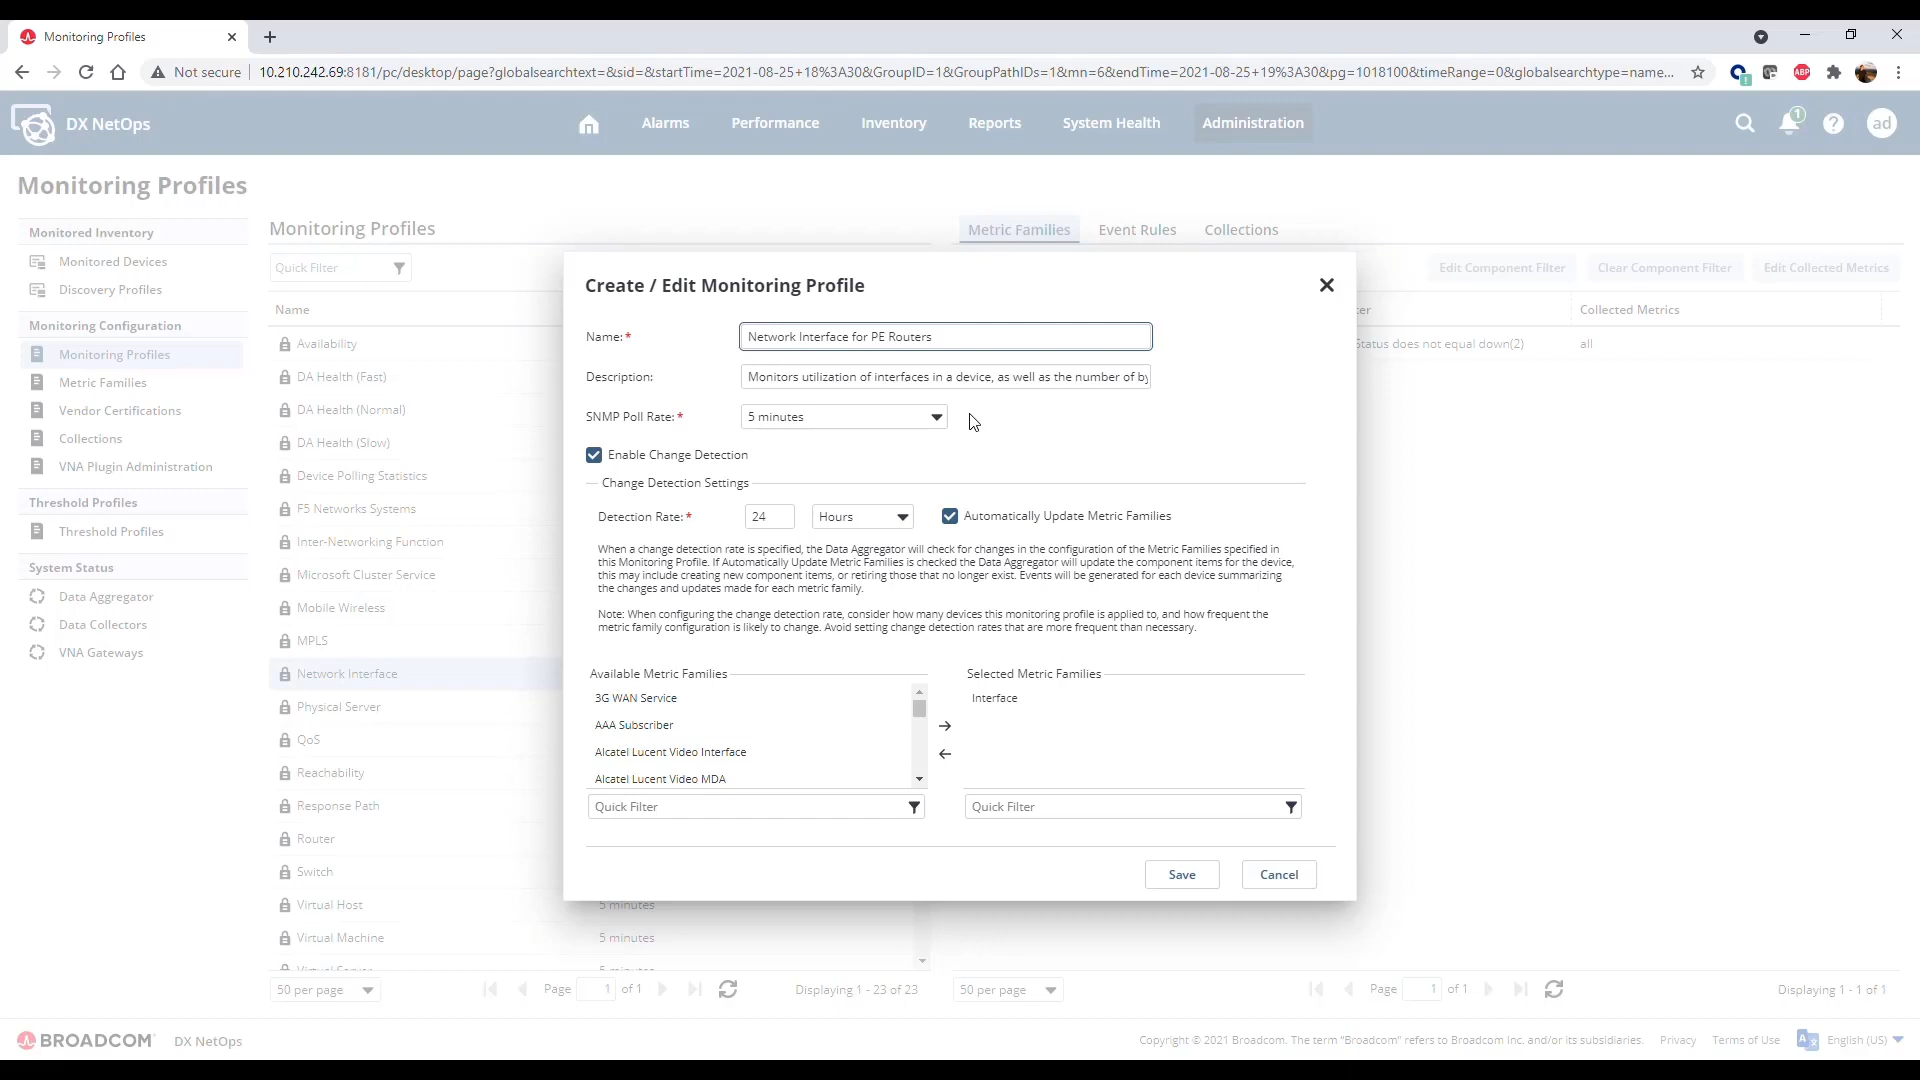 Monitoring Profiles
Not secure
10.210.242.69:8181/pc/desktop/page?globalsearchtext=&sid=&startTime=2021-08-25+18%3A30&GroupID=1&GroupPathIDs=1&mn=6&endTime=2021-08-25+19%3A30&pg=1018100&timeRange=0&globalsearchtype=name...
ABP
DX NetOps
Alarms
Performance
Inventory
Reports
System Health
Administration
1
ad
Monitoring Profiles
Monitored Inventory
Monitored Devices
Discovery Profiles
Monitoring Configuration
Monitoring Profiles
Metric Families
Vendor Certifications
Collections
VNA Plugin Administration
Threshold Profiles
Threshold Profiles
System Status
Data Aggregator
Data Collectors
VNA Gateways
Monitoring Profiles
Quick Filter
Name
Availability
DA Health (Fast)
DA Health (Normal)
DA Health (Slow)
Device Polling Statistics
F5 Networks Systems
Inter-Networking Function
Microsoft Cluster Service
Mobile Wireless
MPLS
Network Interface
Physical Server
QoS
Reachability
Response Path
Router
Switch
Virtual Host 5 minutes
Virtual Machine 5 minutes
Virtual Server 5 minutes
50 per page
Page 1 of 1
Displaying 1 - 23 of 23
Metric Families
Event Rules
Collections
Edit Component Filter
Clear Component Filter
Edit Collected Metrics
Collected Metrics
Status does not equal down(2)
all
50 per page
Page 1 of 1
Displaying 1 - 1 of 1
Create / Edit Monitoring Profile
Name:* Network Interface for PE Routers
Description: Monitors utilization of interfaces in a device, as well as the number of by
SNMP Poll Rate:* 5 minutes
Enable Change Detection
Change Detection Settings
Detection Rate:* 24 Hours Automatically Update Metric Families
When a change detection rate is specified, the Data Aggregator will check for changes in the configuration of the Metric Families specified in
this Monitoring Profile. If Automatically Update Metric Families is checked the Data Aggregator will update the component items for the device,
this may include creating new component items, or retiring those that no longer exist. Events will be generated for each device summarizing
the changes and updates made for each metric family.
Note: When configuring the change detection rate, consider how many devices this monitoring profile is applied to, and how frequent the
metric family configuration is likely to change. Avoid setting change detection rates that are more frequent than necessary.
Available Metric Families
3G WAN Service
AAA Subscriber
Alcatel Lucent Video Interface
Alcatel Lucent Video MDA
Quick Filter
Selected Metric Families
Interface
Quick Filter
Save
Cancel
BROADCOM
DX NetOps
Copyright © 2021 Broadcom. The term "Broadcom" refers to Broadcom Inc. and/or its subsidiaries.
Privacy
Terms of Use
English (US)